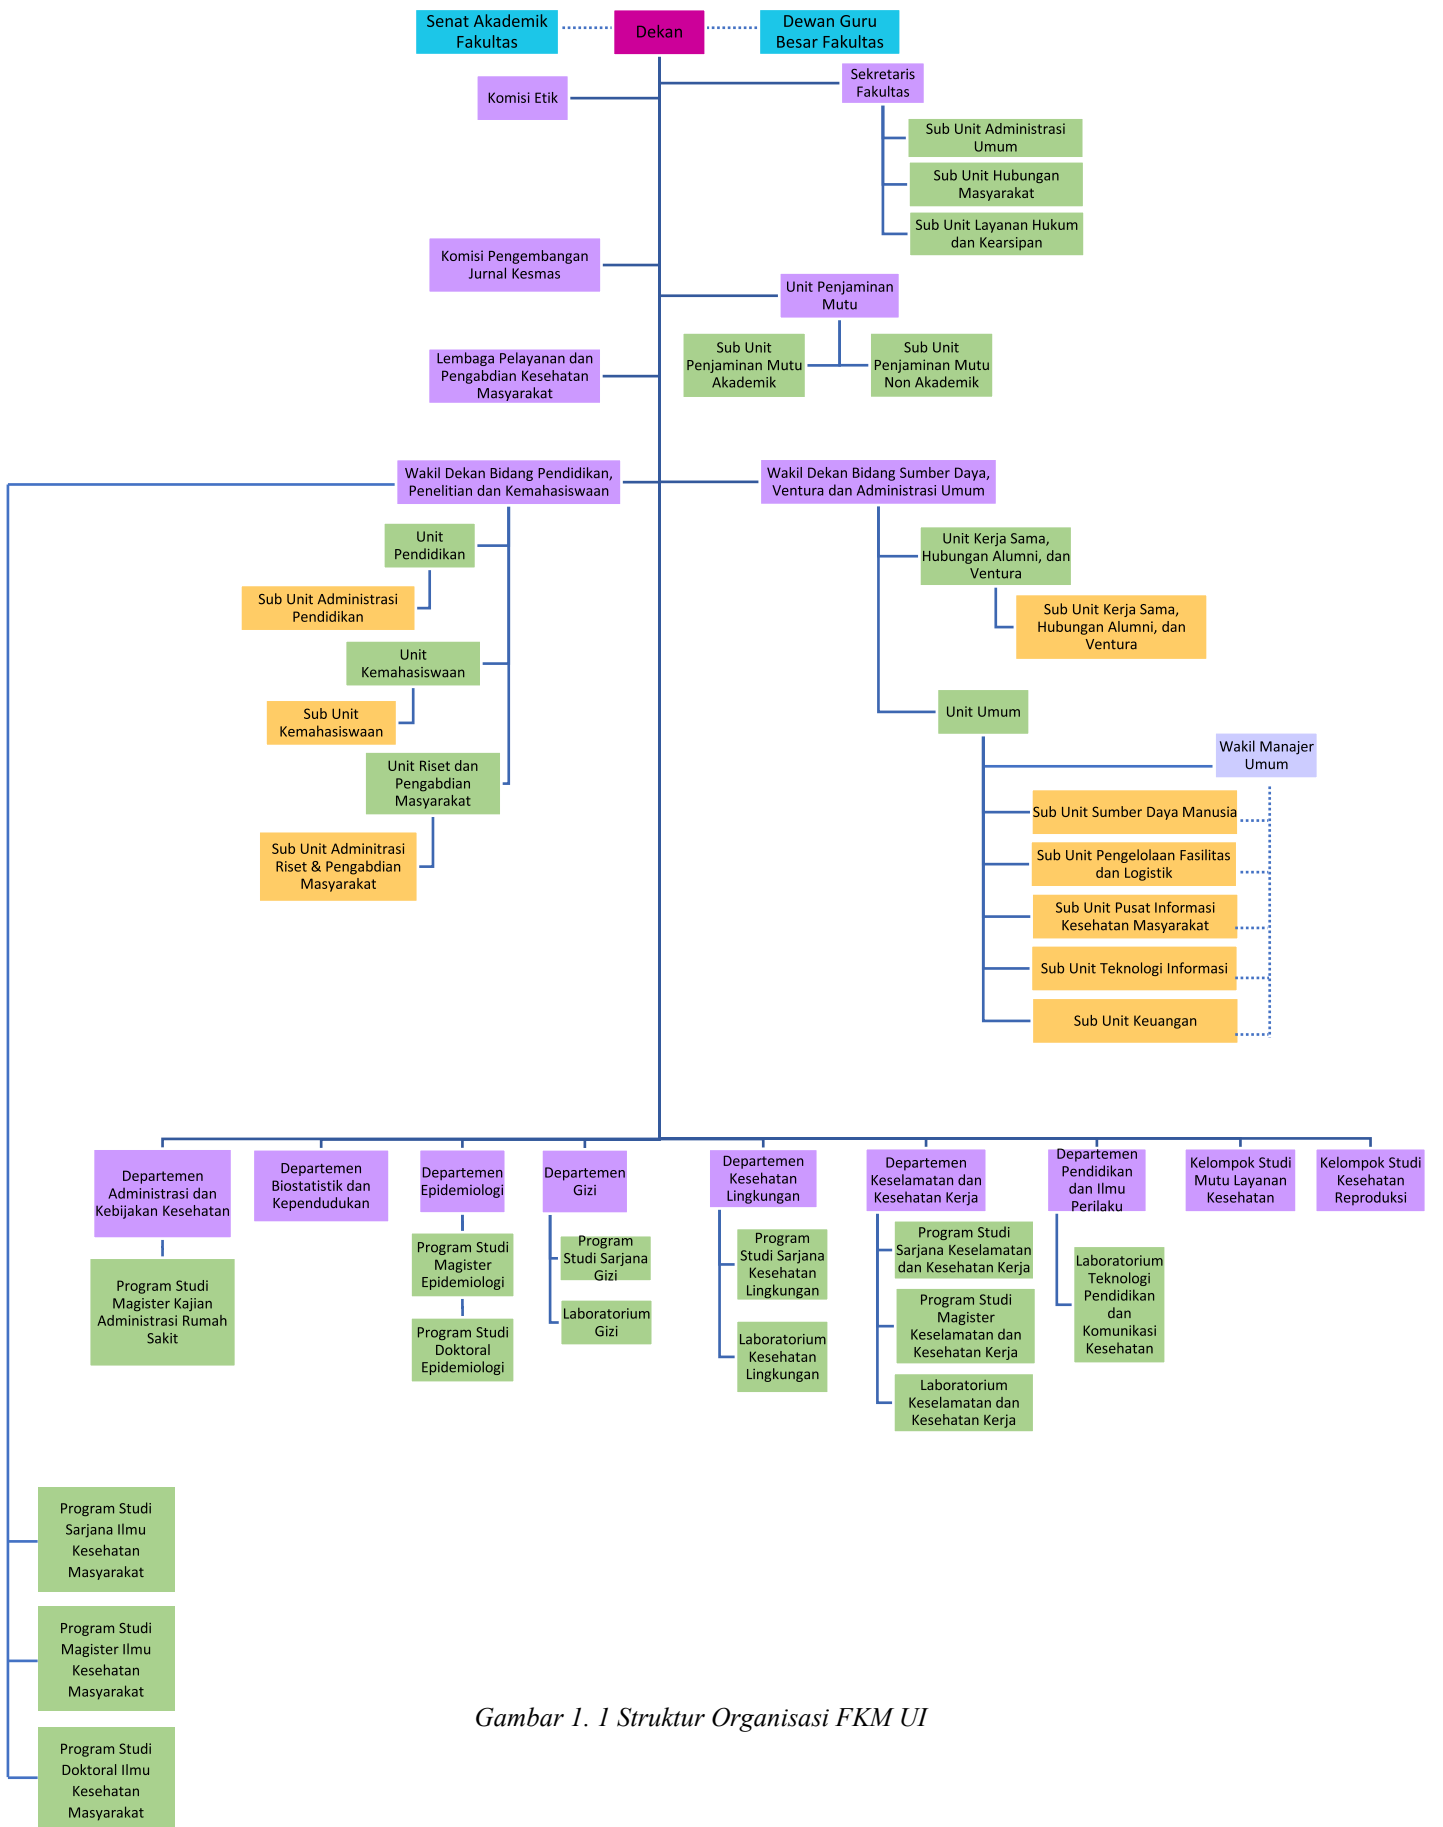 Senat Akademik
Fakultas
Dekan
Dewan Guru
Besar Fakultas
Komisi Etik
Sekretaris
Fakultas
Sub Unit Administrasi
Umum
Sub Unit Hubungan
Masyarakat
Sub Unit Layanan Hukum
dan Kearsipan
Komisi Pengembangan
Jurnal Kesmas
Unit Penjaminan
Mutu
Sub Unit
Penjaminan Mutu
Akademik
Sub Unit
Penjaminan Mutu
Non Akademik
Lembaga Pelayanan dan
Pengabdian Kesehatan
Masyarakat
Wakil Dekan Bidang Pendidikan,
Penelitian dan Kemahasiswaan
Wakil Dekan Bidang Sumber Daya,
Ventura dan Administrasi Umum
Unit
Pendidikan
Sub Unit Administrasi
Pendidikan
Unit
Kemahasiswaan
Sub Unit
Kemahasiswaan
Unit Riset dan
Pengabdian
Masyarakat
Sub Unit Adminitrasi
Riset & Pengabdian
Masyarakat
Unit Kerja Sama,
Hubungan Alumni, dan
Ventura
Sub Unit Kerja Sama,
Hubungan Alumni, dan
Ventura
Unit Umum
Wakil Manajer
Umum
Sub Unit Sumber Daya Manusia
Sub Unit Pengelolaan Fasilitas
dan Logistik
Sub Unit Pusat Informasi
Kesehatan Masyarakat
Sub Unit Teknologi Informasi
Sub Unit Keuangan
Departemen
Administrasi dan
Kebijakan Kesehatan
Program Studi
Magister Kajian
Administrasi Rumah
Sakit
Departemen
Biostatistik dan
Kependudukan
Departemen
Epidemiologi
Program Studi
Magister
Epidemiologi
Program Studi
Doktoral
Epidemiologi
Departemen
Gizi
Program
Studi Sarjana
Gizi
Laboratorium
Gizi
Departemen
Kesehatan
Lingkungan
Program
Studi Sarjana
Kesehatan
Lingkungan
Laboratorium
Kesehatan
Lingkungan
Departemen
Keselamatan dan
Kesehatan Kerja
Program Studi
Sarjana Keselamatan
dan Kesehatan Kerja
Program Studi
Magister
Keselamatan dan
Kesehatan Kerja
Laboratorium
Keselamatan dan
Kesehatan Kerja
Departemen
Pendidikan
dan Ilmu
Perilaku
Laboratorium
Teknologi
Pendidikan
dan
Komunikasi
Kesehatan
Kelompok Studi
Mutu Layanan
Kesehatan
Kelompok Studi
Kesehatan
Reproduksi
Program Studi
Sarjana Ilmu
Kesehatan
Masyarakat
Program Studi
Magister Ilmu
Kesehatan
Masyarakat
Program Studi
Doktoral Ilmu
Kesehatan
Masyarakat
Gambar 1. 1 Struktur Organisasi FKM UI